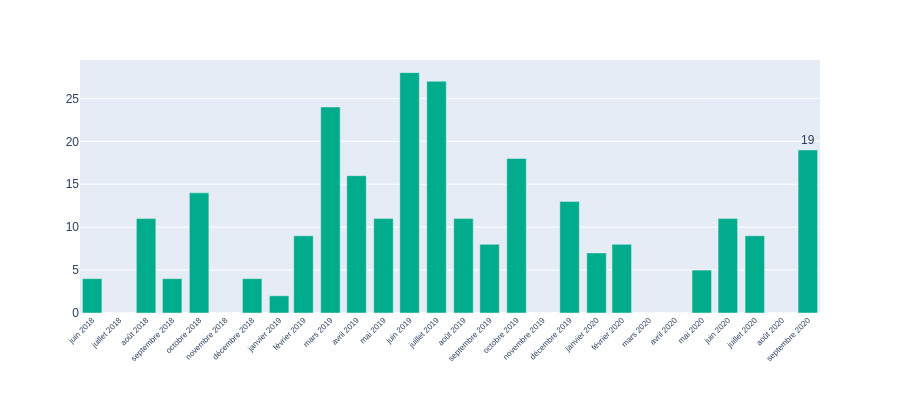 25
20
15
10
5
0
19
juin 2018
juillet 2018
août 2018
septembre 2018
octobre 2018
novembre 2018
décembre 2018
janvier 2019
février 2019
mars 2019
avril 2019
mai 2019
juin 2019
juillet 2019
août 2019
septembre 2019
octobre 2019
novembre 2019
décembre 2019
janvier 2020
février 2020
mars 2020
avril 2020
mai 2020
juin 2020
juillet 2020
août 2020
septembre 2020